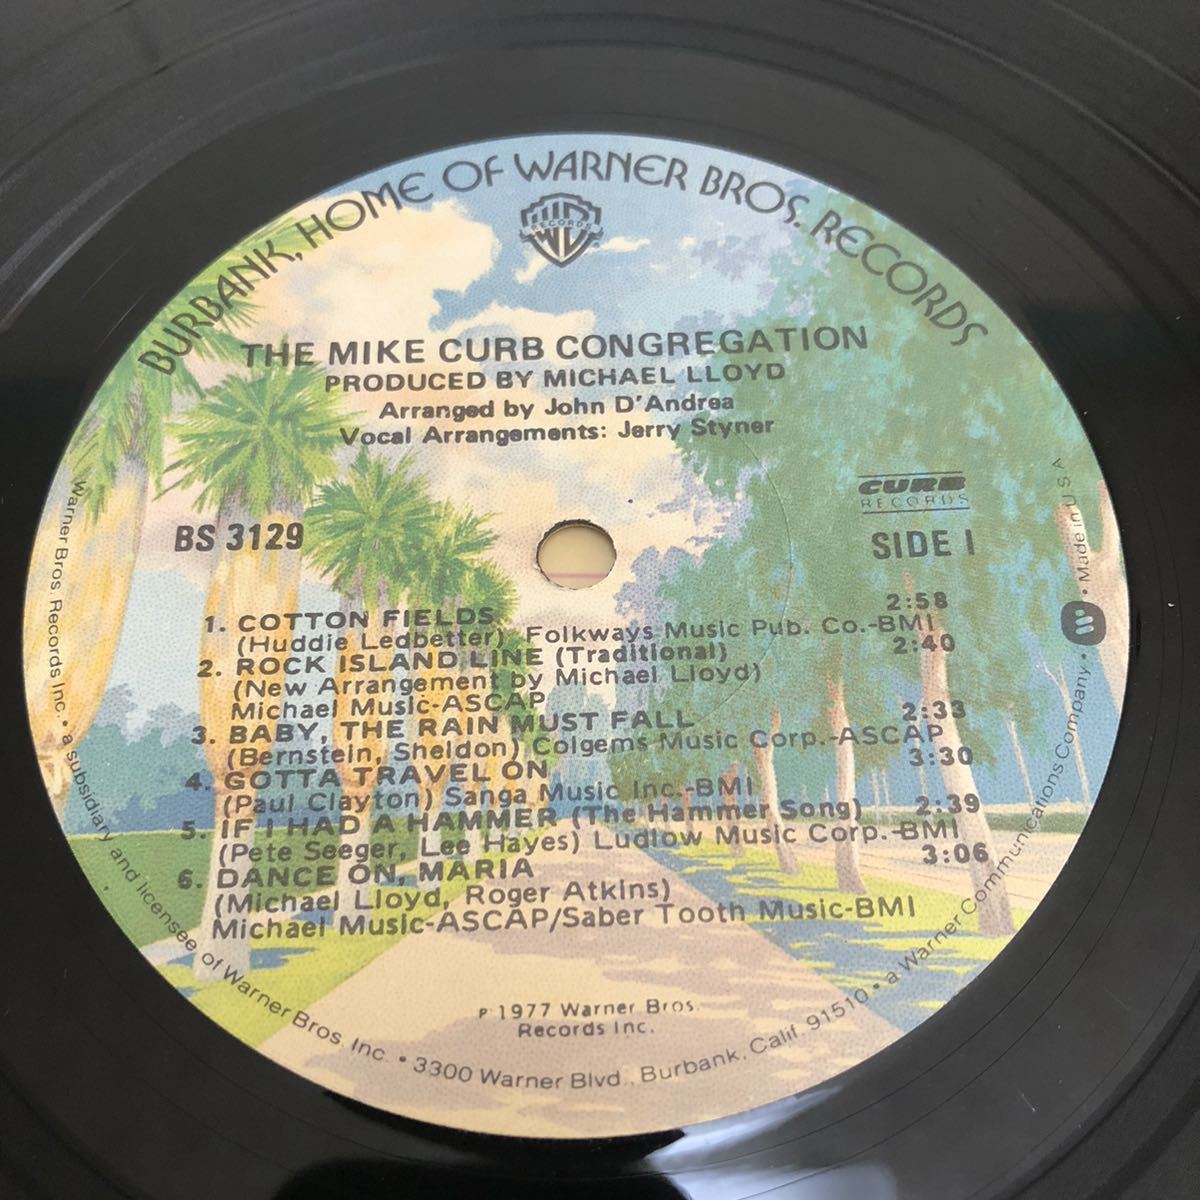 BURBANK, HOME OF WARNER BROS. RECORDS
W
RECORDS
THE MIKE CURB CONGREGATION
PRODUCED BY MICHAEL LLOYD
Arranged by John D'Andrea
Vocal Arrangements: Jerry Styner
CURB
RECORDS
BS 3129
SIDE I
1. COTTON FIELDS 2:58
(Huddie Ledbetter) Folkways Music Pub. Co.-BMI
2. ROCK ISLAND LINE (Traditional) 2:40
(New Arrangement by Michael Lloyd)
Michael Music-ASCAP
3. BABY, THE RAIN MUST FALL 2:33
(Bernstein, Sheldon) Colgems Music Corp.-ASCAP
4. GOTTA TRAVEL ON 3:30
(Paul Clayton) Sanga Music Inc.-BMI
5. IF I HAD A HAMMER (The Hammer Song) 2:39
(Pete Seeger, Lee Hayes) Ludlow Music Corp.-BMI
6. DANCE ON, MARIA 3:06
(Michael Lloyd, Roger Atkins)
Michael Music-ASCAP/Saber Tooth Music-BMI
P 1977 Warner Bros.
Records Inc.
Warner Bros. Records Inc. • a subsidiary and licensee of Warner Bros. Inc. • 3300 Warner Blvd., Burbank, Calif. 91510 • a Warner Communications Company • Made in U S A